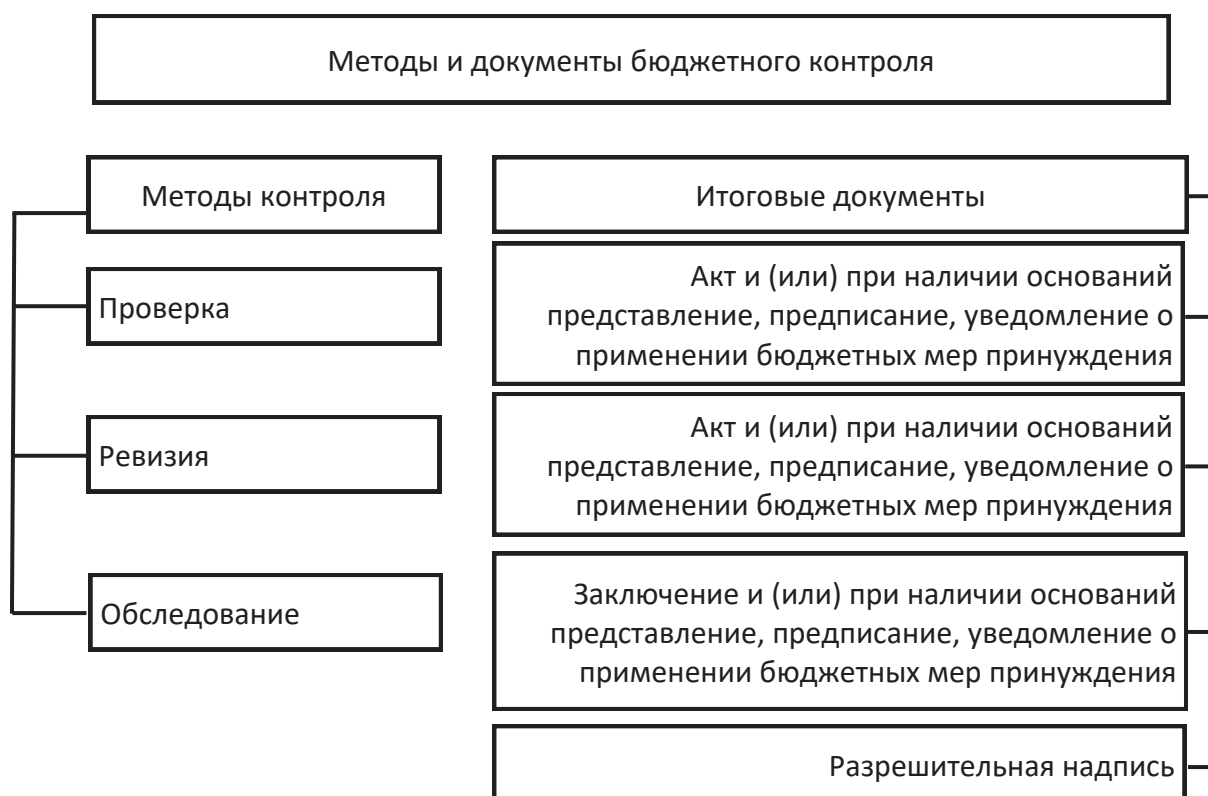 Методы и документы бюджетного контроля
Методы контроля
Итоговые документы
Проверка
Акт и (или) при наличии оснований
представление, предписание, уведомление о
применении бюджетных мер принуждения
Ревизия
Акт и (или) при наличии оснований
представление, предписание, уведомление о
применении бюджетных мер принуждения
Обследование
Заключение и (или) при наличии оснований
представление, предписание, уведомление о
применении бюджетных мер принуждения
Разрешительная надпись